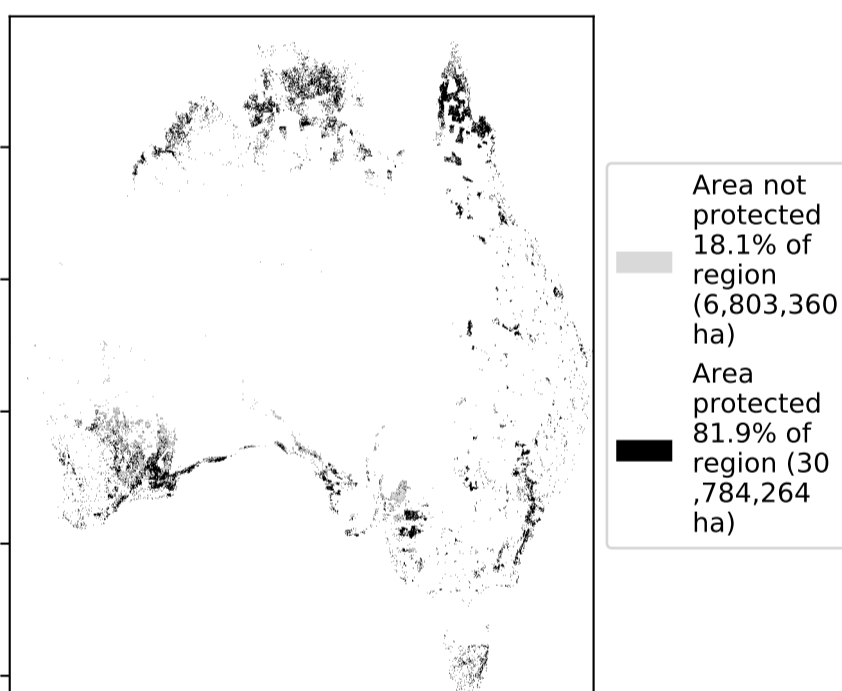 Area not
protected
18.1% of
region
(6,803,360
ha)
Area
protected
81.9% of
region (30
,784,264
ha)